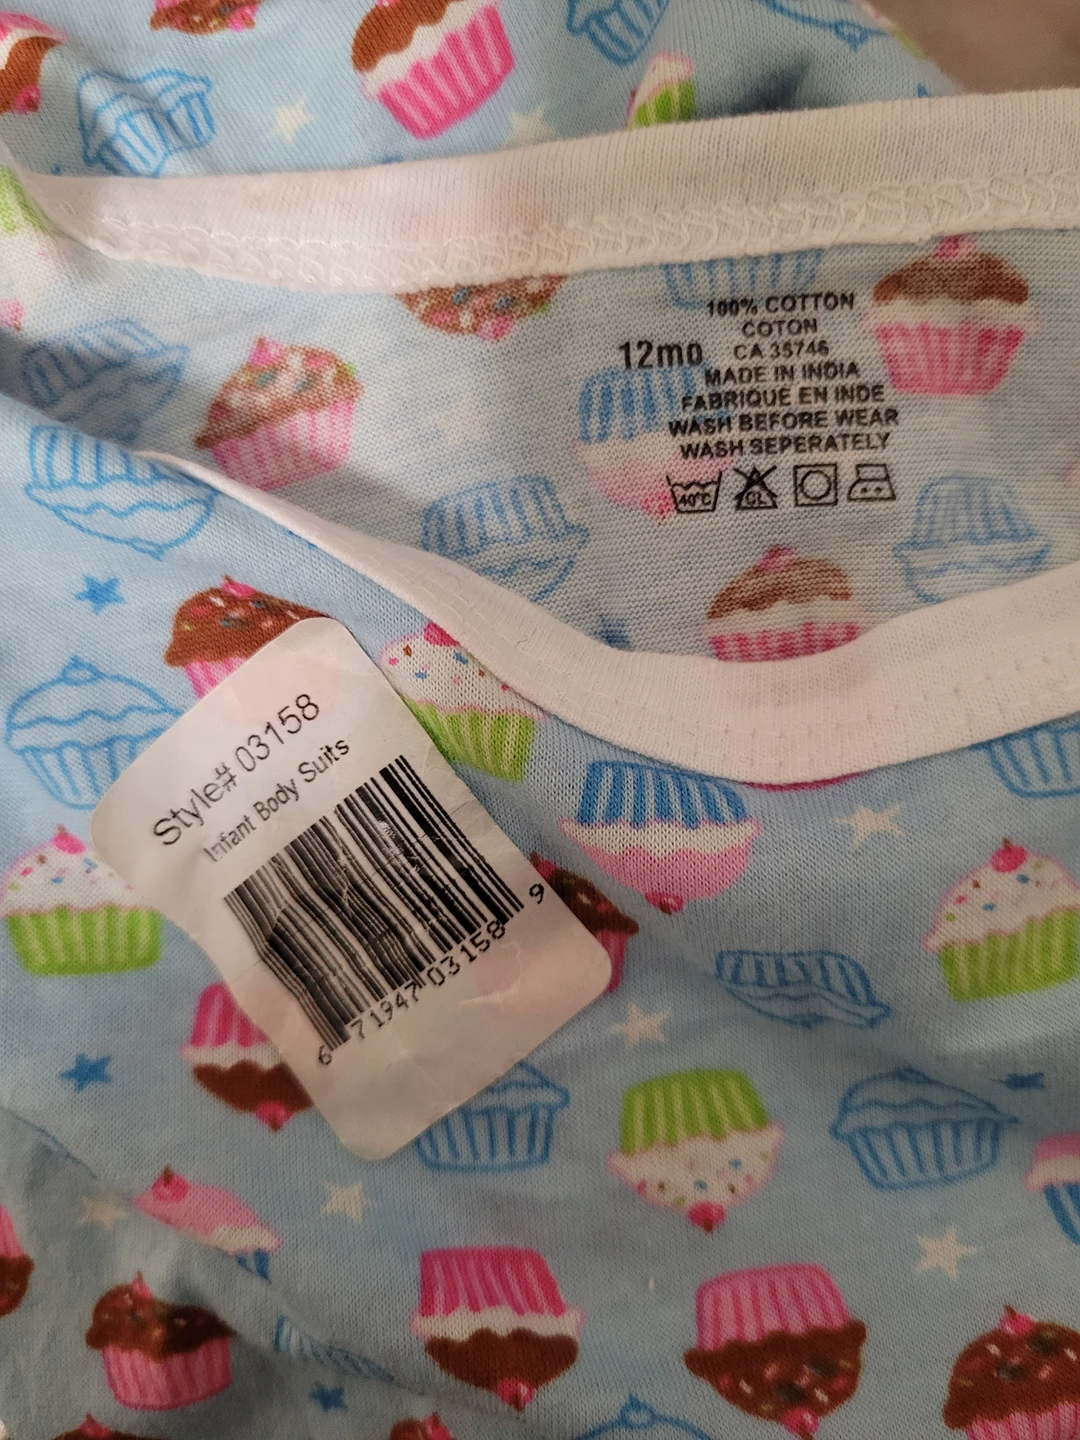 100% COTTON
COTON
12mo CA 35746
MADE IN INDIA
FABRIQUE EN INDE
WASH BEFORE WEAR
WASH SEPERATELY
40°C CL
Style# 03158
Infant Body Suits
6 71947 03158 9